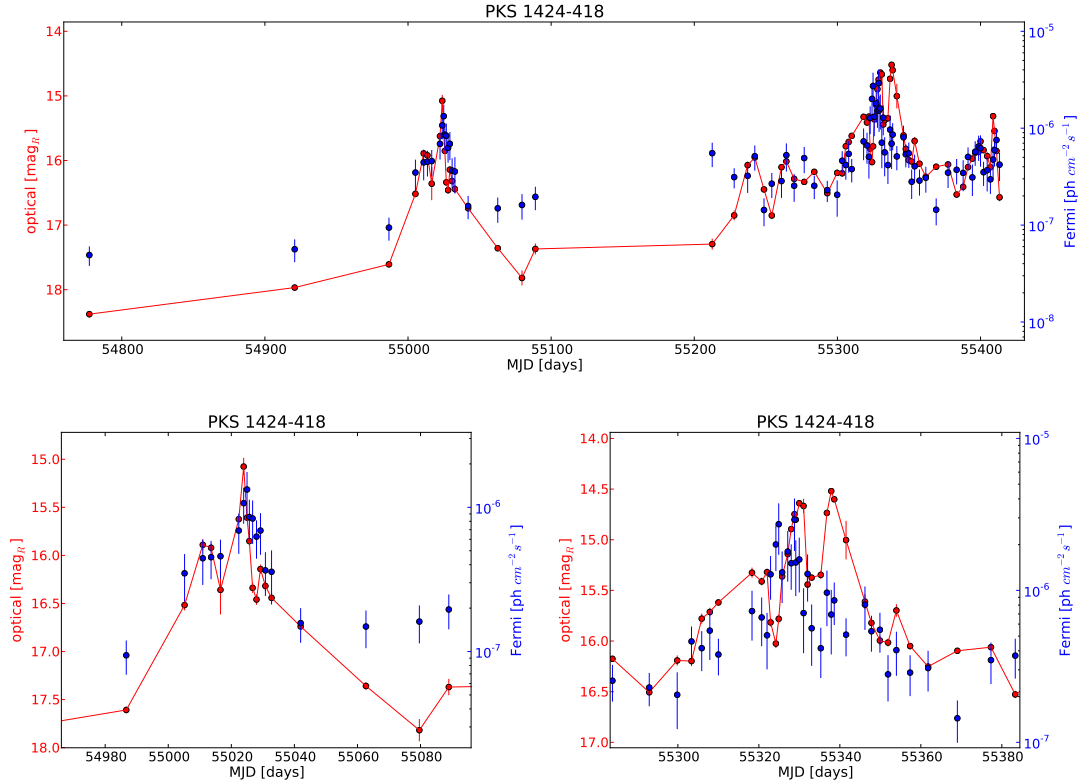 PKS 1424-418
14
15
16
17
18
optical [mag_R]
10^{-5}
10^{-6}
10^{-7}
10^{-8}
Fermi [ph cm^{-2} s^{-1}]
54800 54900 55000 55100 55200 55300 55400
MJD [days]
PKS 1424-418
15.0
15.5
16.0
16.5
17.0
17.5
18.0
optical [mag_R]
10^{-6}
10^{-7}
Fermi [ph cm^{-2} s^{-1}]
54980 55000 55020 55040 55060 55080
MJD [days]
PKS 1424-418
14.0
14.5
15.0
15.5
16.0
16.5
17.0
optical [mag_R]
10^{-5}
10^{-6}
10^{-7}
Fermi [ph cm^{-2} s^{-1}]
55300 55320 55340 55360 55380
MJD [days]